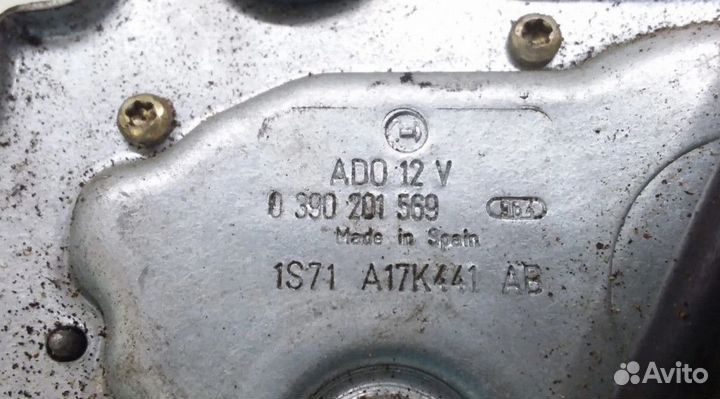 ADO 12 V
0 390 201 569
Made in Spain
1S71 A17K441 AB
Avito